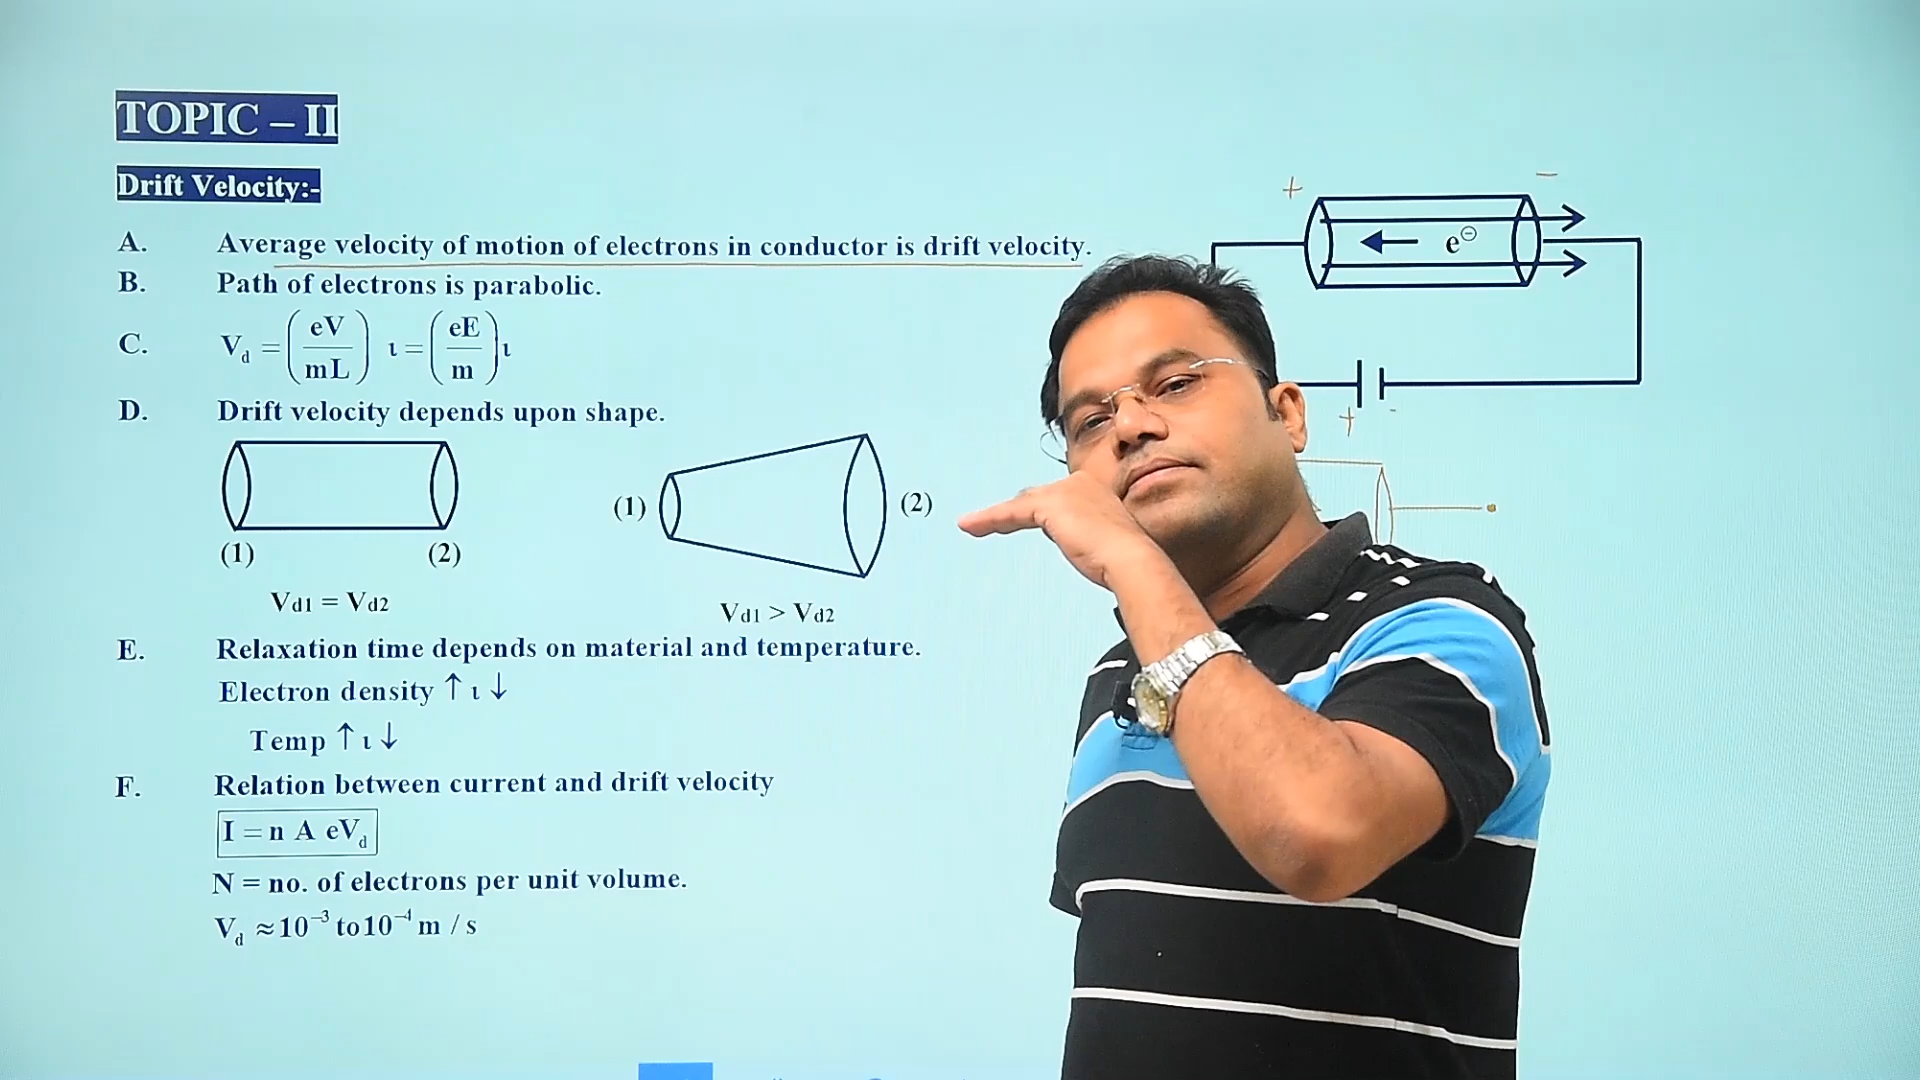 TOPIC – II
Drift Velocity:-
A. Average velocity of motion of electrons in conductor is drift velocity.
B. Path of electrons is parabolic.
C. Vd = (eV/mL) ι = (eE/m) ι
D. Drift velocity depends upon shape.
(1) (2)
Vd1 = Vd2
(1) (2)
Vd1 > Vd2
E. Relaxation time depends on material and temperature.
Electron density ↑ ι ↓
Temp ↑ ι ↓
F. Relation between current and drift velocity
I = n A eVd
N = no. of electrons per unit volume.
Vd ≈ 10⁻³ to 10⁻⁴ m / s
+ −
e⊖
+ -